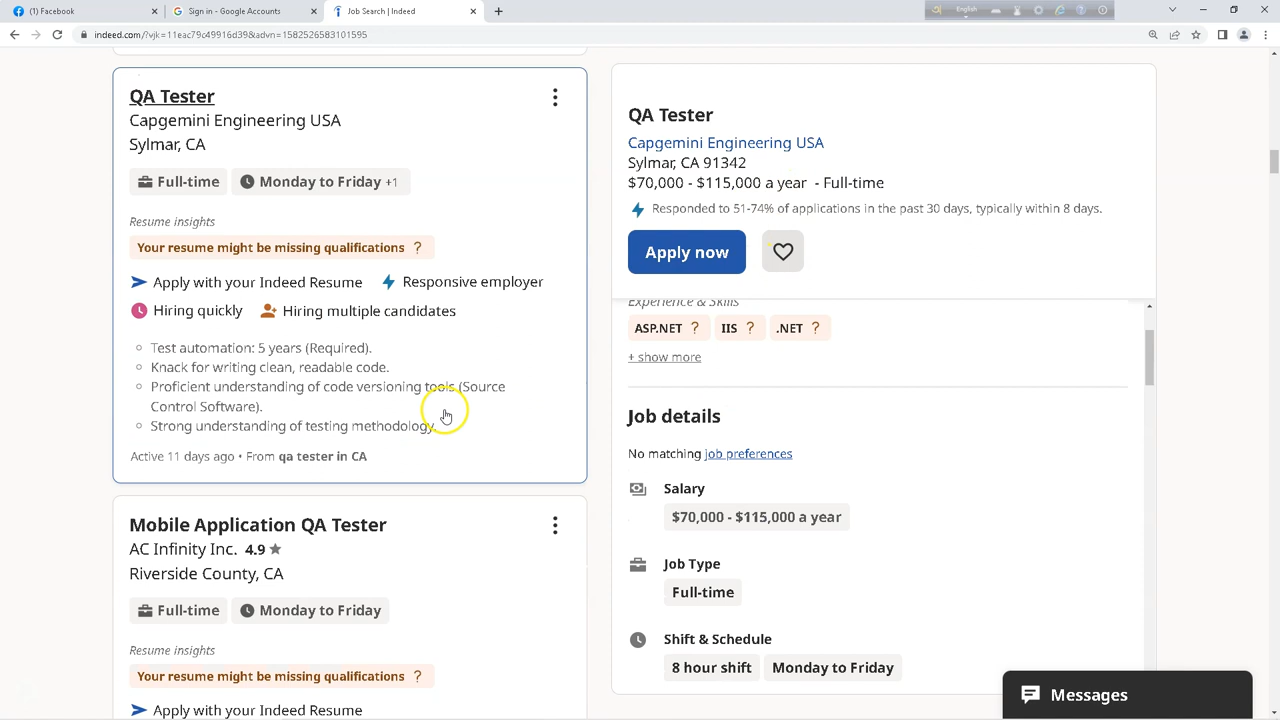 (1) Facebook
Sign in - Google Accounts
Job Search | Indeed
English
indeed.com/?vjk=11eac79c49916d39&advn=1582526583101595
QA Tester
Capgemini Engineering USA
Sylmar, CA
Full-time
Monday to Friday +1
Resume insights
Your resume might be missing qualifications ?
Apply with your Indeed Resume
Responsive employer
Hiring quickly
Hiring multiple candidates
Test automation: 5 years (Required).
Knack for writing clean, readable code.
Proficient understanding of code versioning tools (Source
Control Software).
Strong understanding of testing methodology.
Active 11 days ago • From qa tester in CA
Mobile Application QA Tester
AC Infinity Inc. 4.9
Riverside County, CA
Full-time
Monday to Friday
Resume insights
Your resume might be missing qualifications ?
Apply with your Indeed Resume
QA Tester
Capgemini Engineering USA
Sylmar, CA 91342
$70,000 - $115,000 a year - Full-time
Responded to 51-74% of applications in the past 30 days, typically within 8 days.
Apply now
Experience & Skills
ASP.NET ?
IIS ?
.NET ?
+ show more
Job details
No matching job preferences
Salary
$70,000 - $115,000 a year
Job Type
Full-time
Shift & Schedule
8 hour shift
Monday to Friday
Messages